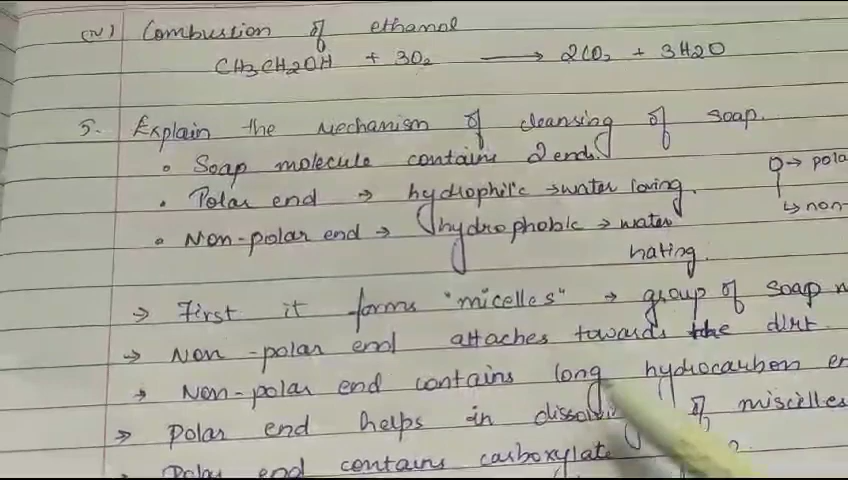 (iv) Combustion of ethanol
CH3CH2OH + 3O2 → 2CO2 + 3H2O
5. Explain the mechanism of cleansing of soap.
• Soap molecule contains 2 ends.
• Polar end → hydrophilic → water loving.
→ pola
↳ non-
• Non-polar end → hydrophobic → water
hating.
→ First it forms "micelles" → group of soap
→ Non-polar end attaches towards the dirt.
→ Non-polar end contains long hydrocarbon
→ Polar end helps in of miscelles
• Polar end contains carboxylate